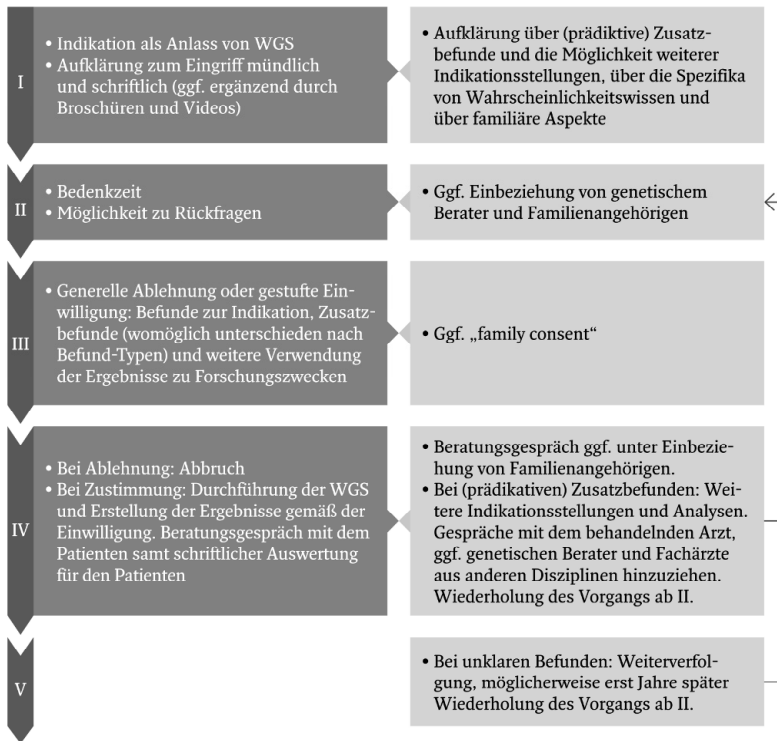 I
• Indikation als Anlass von WGS
• Aufklärung zum Eingriff mündlich
und schriftlich (ggf. ergänzend durch
Broschüren und Videos)
• Aufklärung über (prädiktive) Zusatz-
befunde und die Möglichkeit weiterer
Indikationsstellungen, über die Spezifika
von Wahrscheinlichkeitswissen und
über familiäre Aspekte
II
• Bedenkzeit
• Möglichkeit zu Rückfragen
• Ggf. Einbeziehung von genetischem
Berater und Familienangehörigen
III
• Generelle Ablehnung oder gestufte Ein-
willigung: Befunde zur Indikation, Zusatz-
befunde (womöglich unterschieden nach
Befund-Typen) und weitere Verwendung
der Ergebnisse zu Forschungszwecken
• Ggf. „family consent“
IV
• Bei Ablehnung: Abbruch
• Bei Zustimmung: Durchführung der WGS
und Erstellung der Ergebnisse gemäß der
Einwilligung. Beratungsgespräch mit dem
Patienten samt schriftlicher Auswertung
für den Patienten
• Beratungsgespräch ggf. unter Einbezie-
hung von Familienangehörigen.
• Bei (prädikativen) Zusatzbefunden: Wei-
tere Indikationsstellungen und Analysen.
Gespräche mit dem behandelnden Arzt,
ggf. genetischen Berater und Fachärzte
aus anderen Disziplinen hinzuziehen.
Wiederholung des Vorgangs ab II.
V
• Bei unklaren Befunden: Weiterverfol-
gung, möglicherweise erst Jahre später
Wiederholung des Vorgangs ab II.